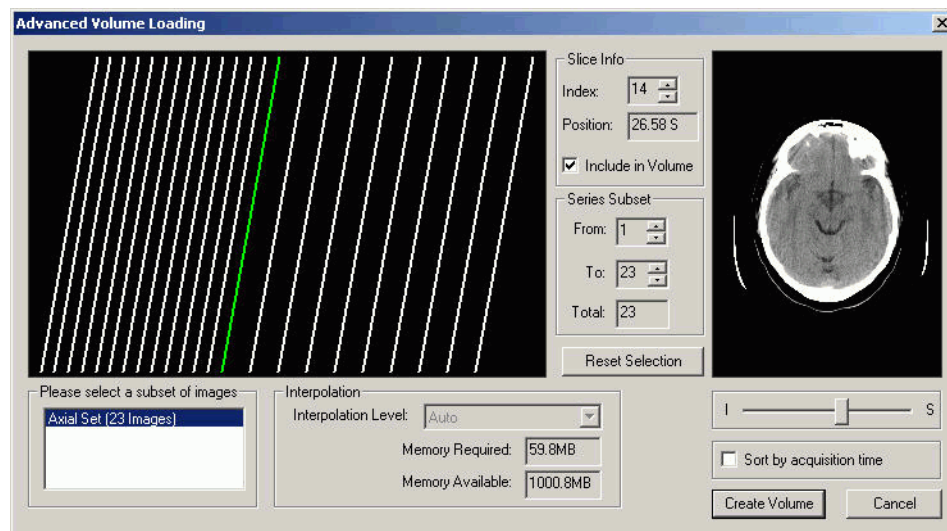 Advanced Volume Loading
Slice Info
Index: 14
Position: 26.58 S
Include in Volume
Series Subset
From: 1
To: 23
Total: 23
Reset Selection
Please select a subset of images
Axial Set (23 Images)
Interpolation
Interpolation Level: Auto
Memory Required: 59.8MB
Memory Available: 1000.8MB
I S
Sort by acquisition time
Create Volume Cancel